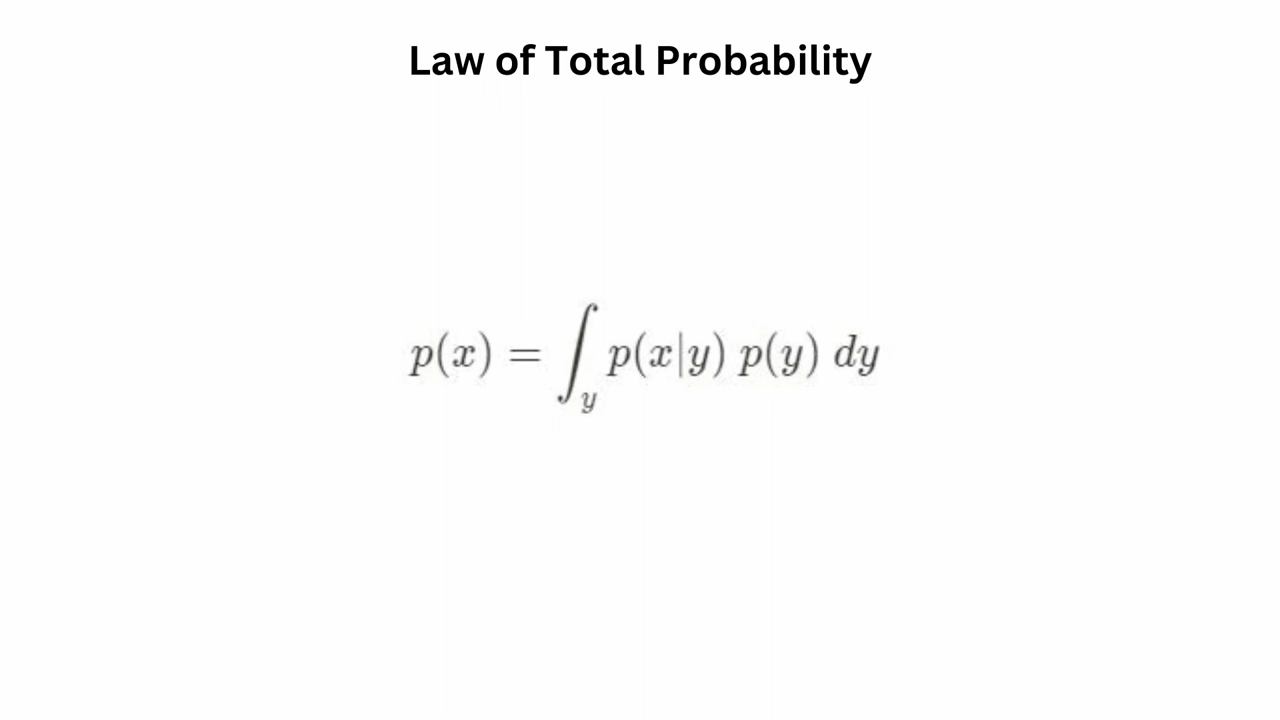 Law of Total Probability
p(x) = ∫_y p(x|y) p(y) dy